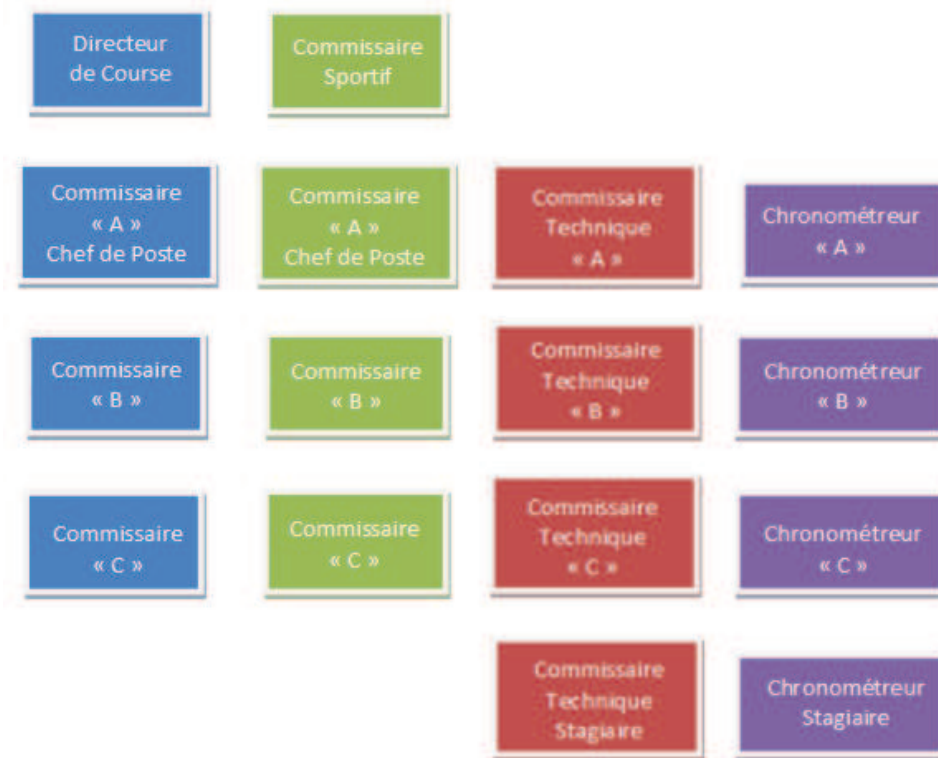 Directeur
de Course
Commissaire
Sportif
Commissaire
« A »
Chef de Poste
Commissaire
« A »
Chef de Poste
Commissaire
Technique
« A »
Chronométreur
« A »
Commissaire
« B »
Commissaire
« B »
Commissaire
Technique
« B »
Chronométreur
« B »
Commissaire
« C »
Commissaire
« C »
Commissaire
Technique
« C »
Chronométreur
« C »
Commissaire
Technique
Stagiaire
Chronométreur
Stagiaire